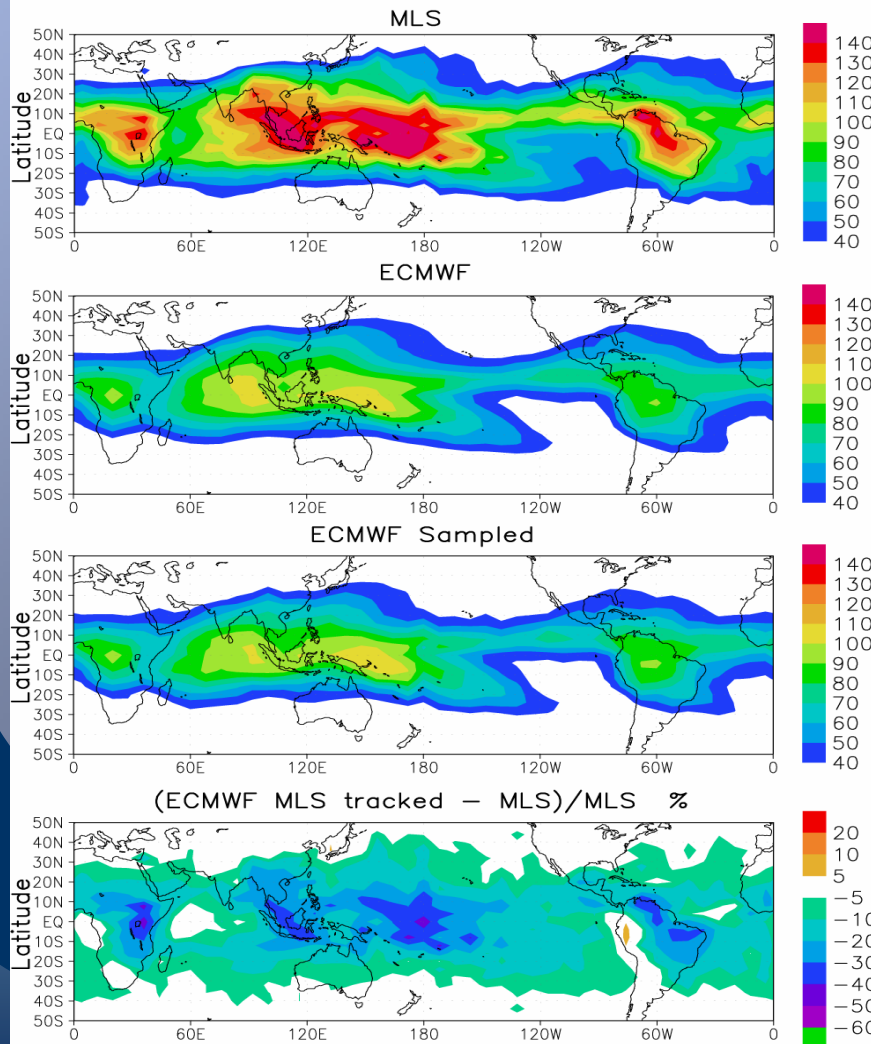 MLS
50N
40N
30N
20N
10N
EQ
10S
20S
30S
40S
50S
Latitude
0 60E 120E 180 120W 60W 0
140
130
120
110
100
90
80
70
60
50
40
ECMWF
50N
40N
30N
20N
10N
EQ
10S
20S
30S
40S
50S
Latitude
0 60E 120E 180 120W 60W 0
140
130
120
110
100
90
80
70
60
50
40
ECMWF Sampled
50N
40N
30N
20N
10N
EQ
10S
20S
30S
40S
50S
Latitude
0 60E 120E 180 120W 60W 0
140
130
120
110
100
90
80
70
60
50
40
(ECMWF MLS tracked − MLS)/MLS %
50N
40N
30N
20N
10N
EQ
10S
20S
30S
40S
50S
Latitude
0 60E 120E 180 120W 60W 0
20
10
5
−5
−10
−20
−30
−40
−50
−60